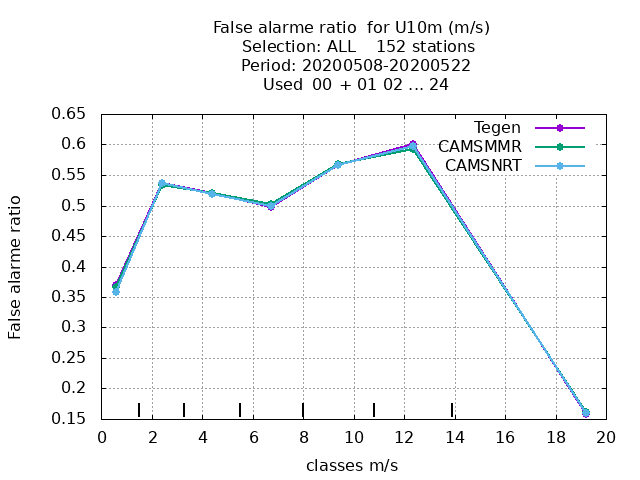 False alarme ratio  for U10m (m/s)
Selection: ALL    152 stations
Period: 20200508-20200522
Used  00 + 01 02 ... 24
Tegen
CAMSMMR
CAMSNRT
0.65
0.6
0.55
0.5
0.45
0.4
0.35
0.3
0.25
0.2
0.15
False alarme ratio
0 2 4 6 8 10 12 14 16 18 20
classes m/s